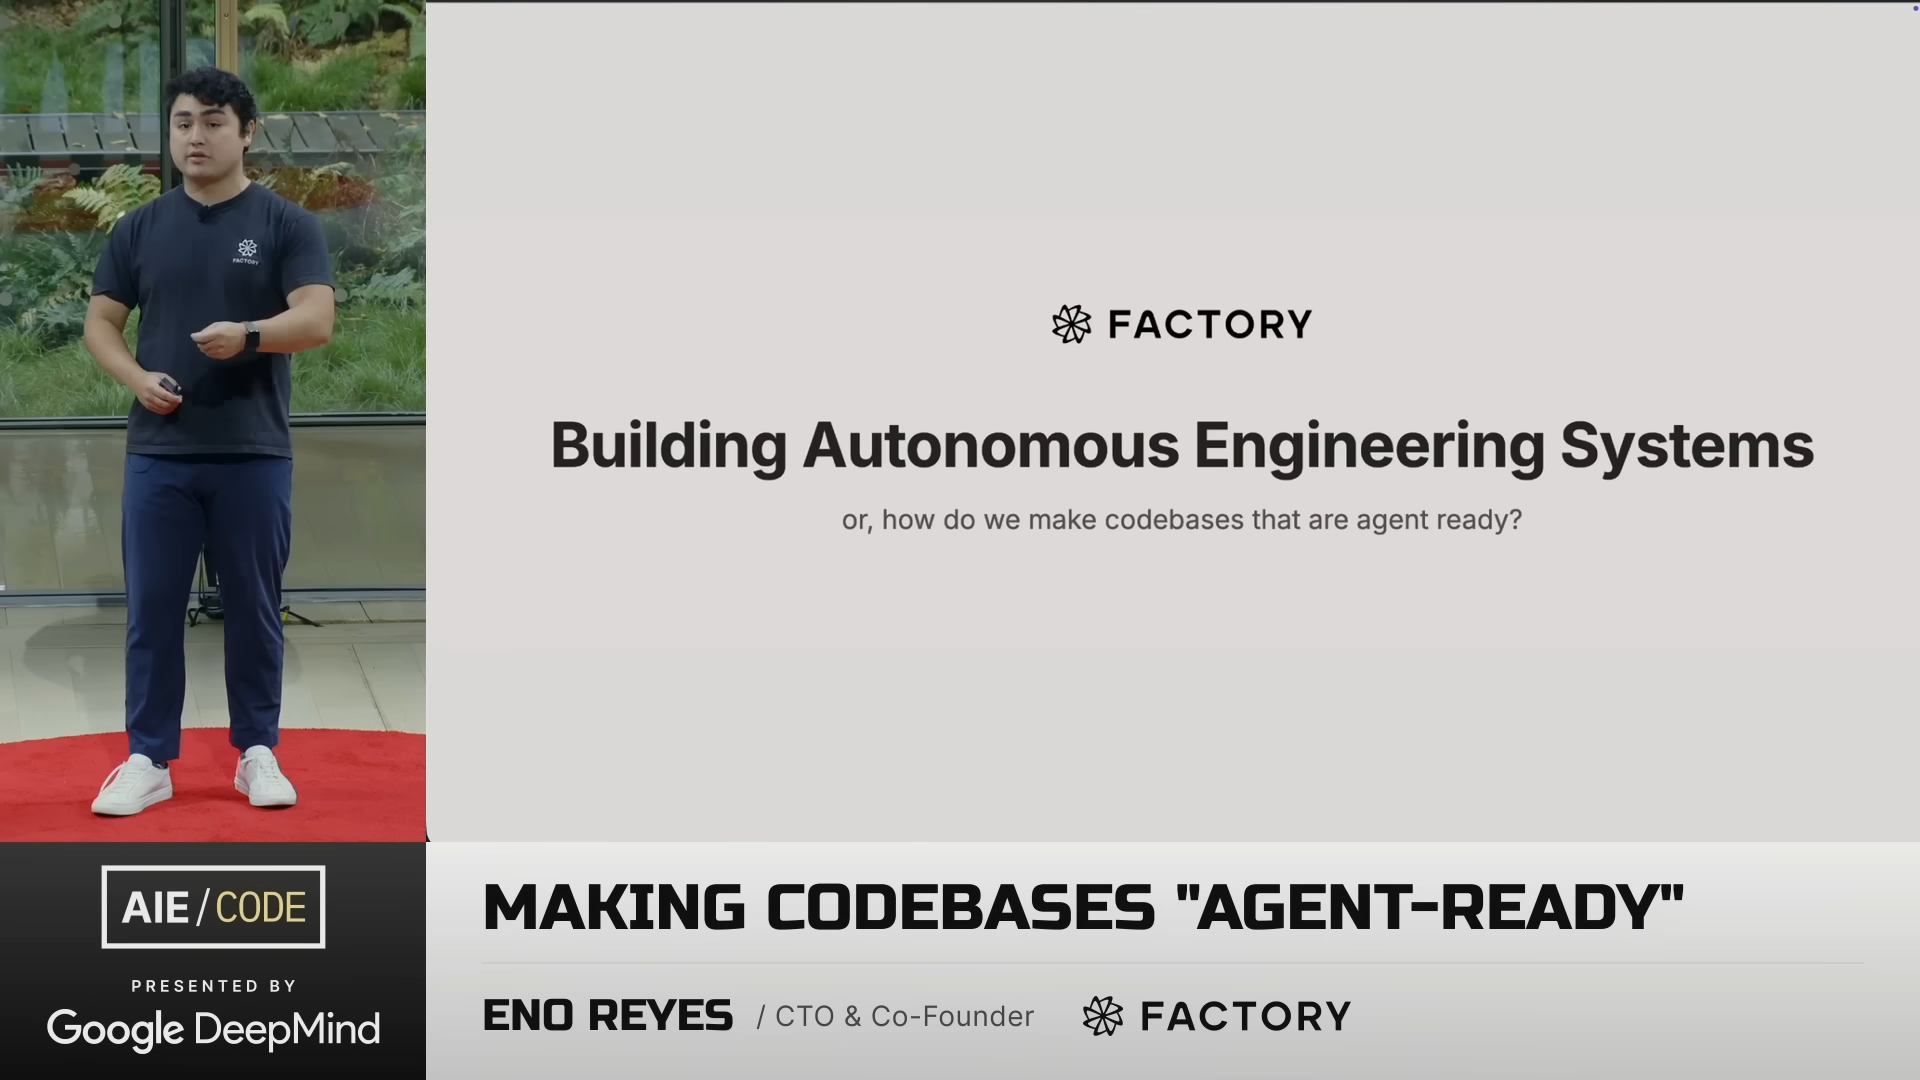 FACTORY
FACTORY
Building Autonomous Engineering Systems
or, how do we make codebases that are agent ready?
AIE/CODE
PRESENTED BY
Google DeepMind
MAKING CODEBASES "AGENT-READY"
ENO REYES / CTO & Co-Founder FACTORY